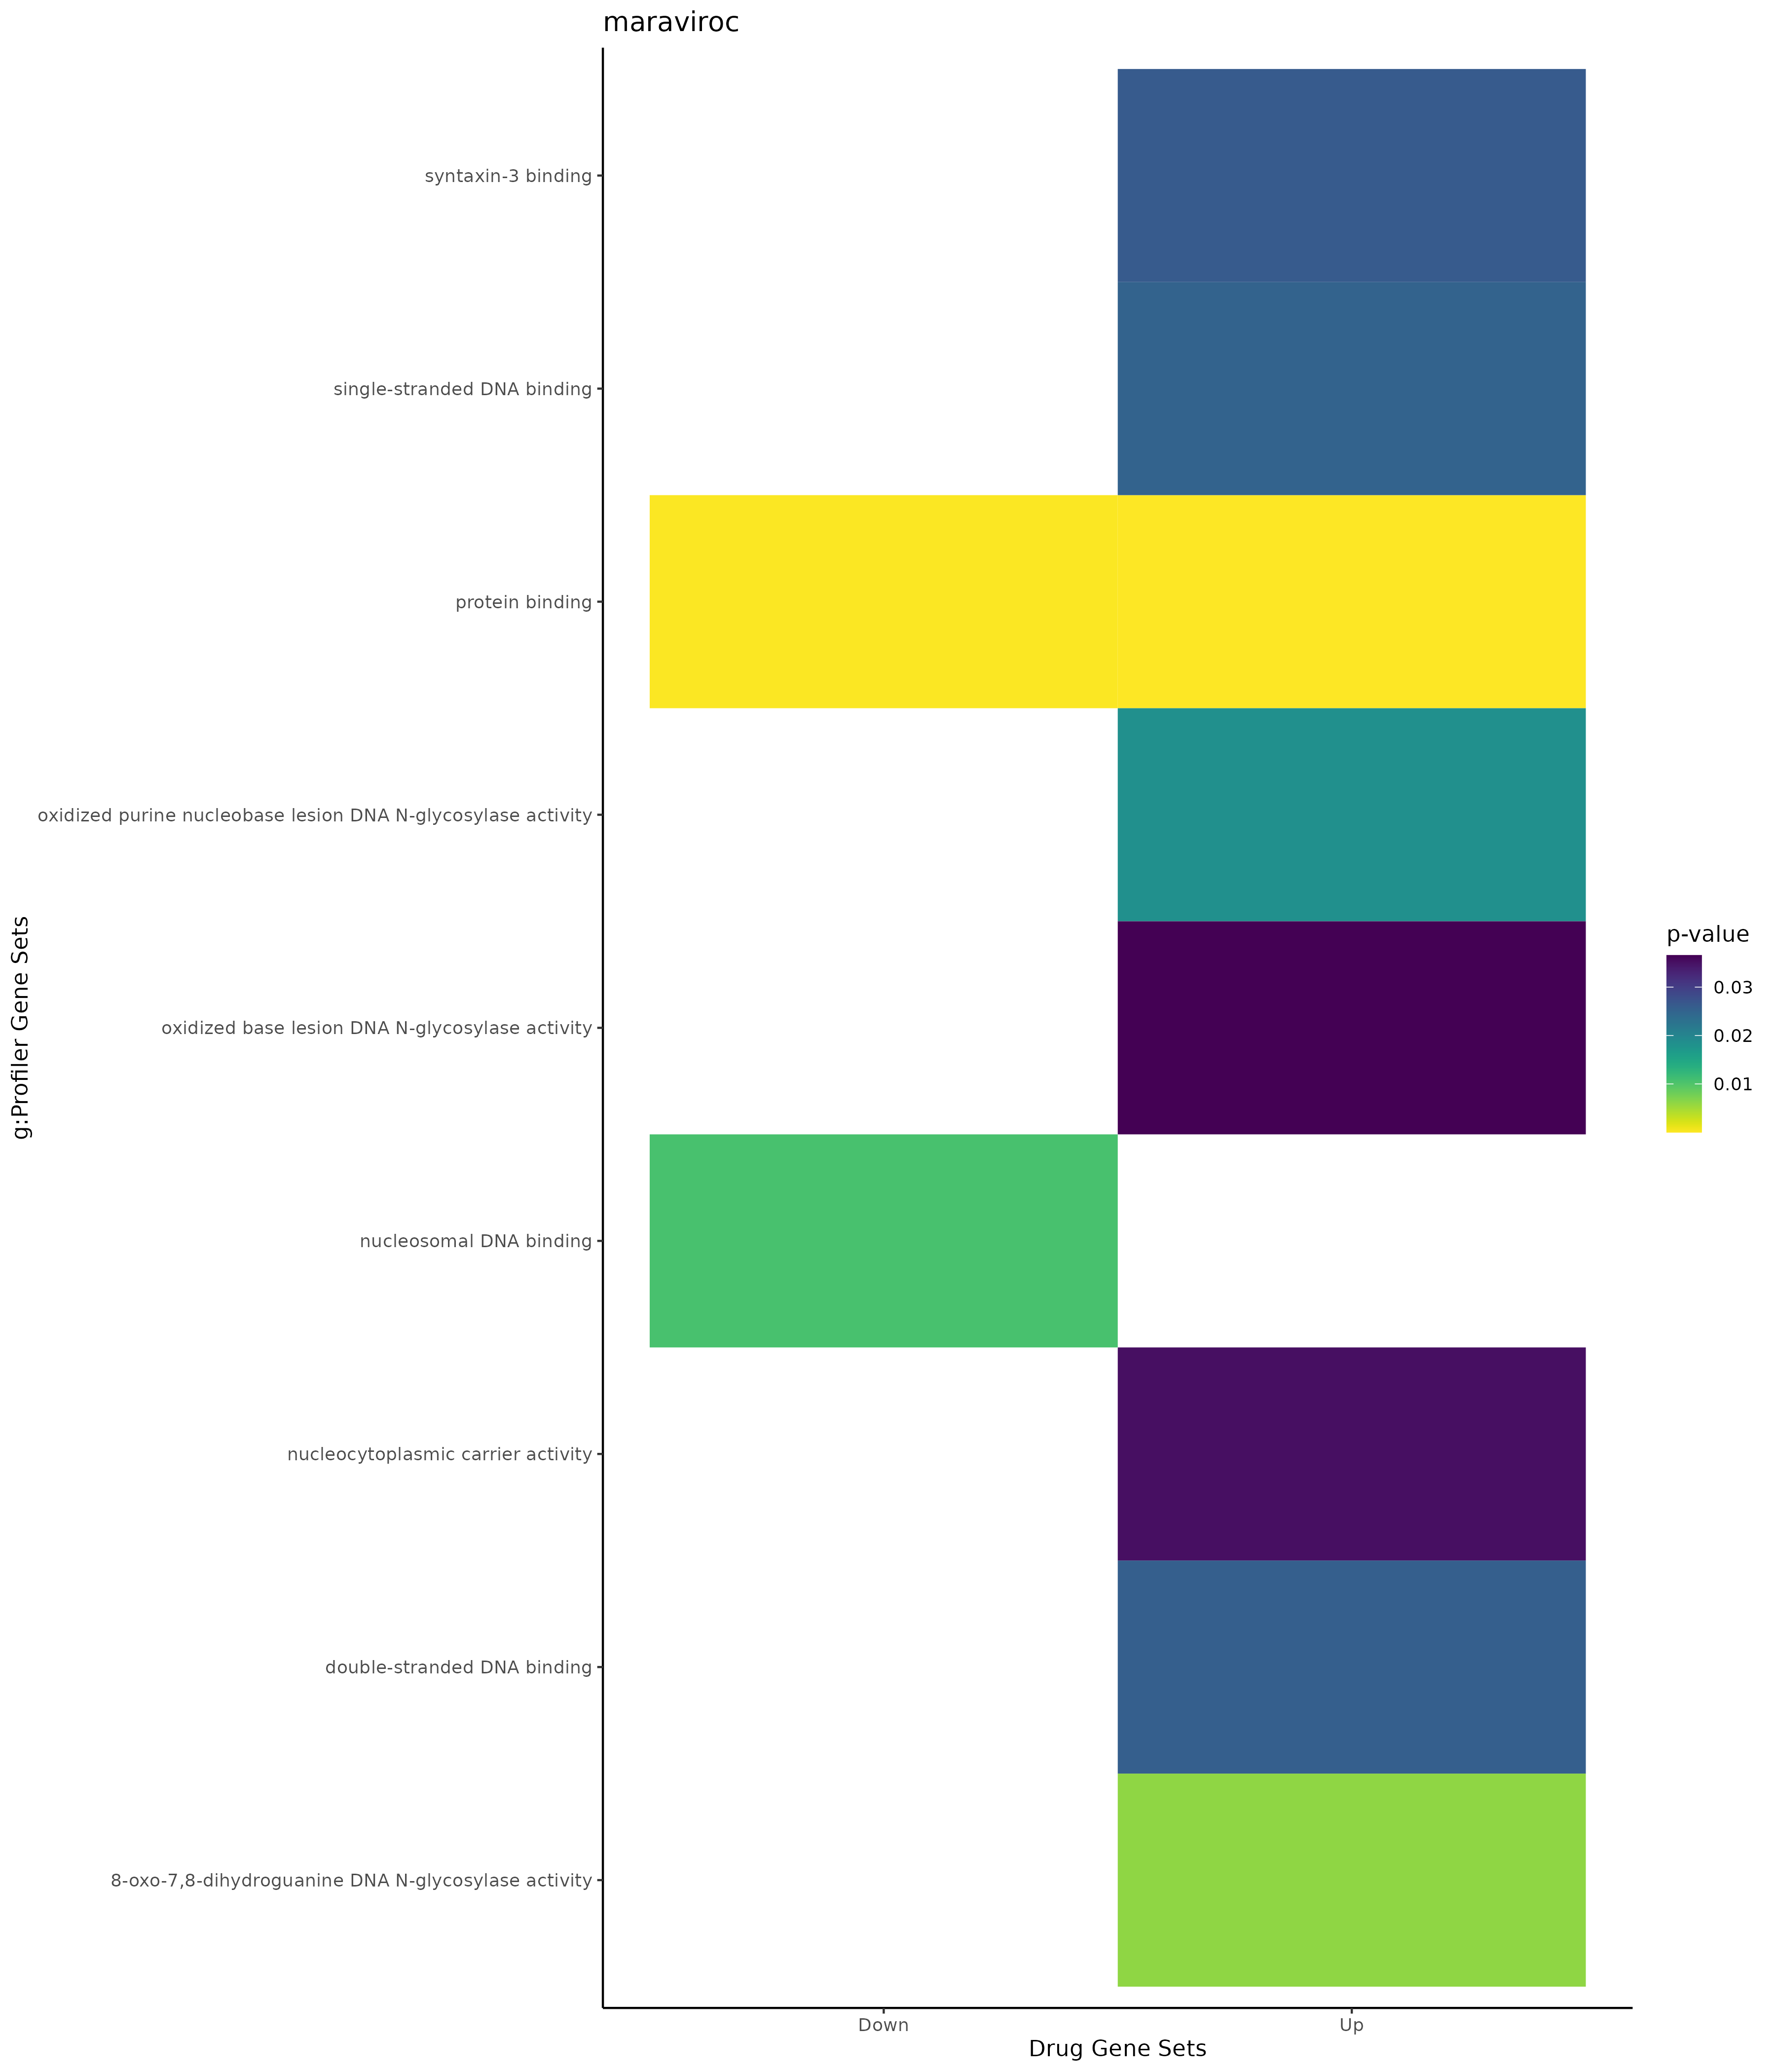 maraviroc
syntaxin-3 binding
single-stranded DNA binding
protein binding
oxidized purine nucleobase lesion DNA N-glycosylase activity
oxidized base lesion DNA N-glycosylase activity
nucleosomal DNA binding
nucleocytoplasmic carrier activity
double-stranded DNA binding
8-oxo-7,8-dihydroguanine DNA N-glycosylase activity
g:Profiler Gene Sets
Down
Up
Drug Gene Sets
p-value
0.03
0.02
0.01